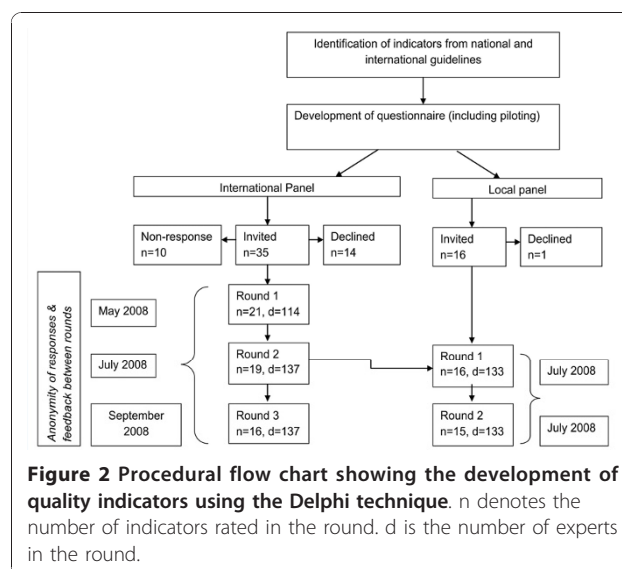 Identification of indicators from national and
international guidelines
Development of questionnaire (including piloting)
International Panel
Local panel
Non-response
n=10
Invited
n=35
Declined
n=14
Invited
n=16
Declined
n=1
Anonymity of responses &
feedback between rounds
May 2008
July 2008
September
2008
Round 1
n=21, d=114
Round 2
n=19, d=137
Round 3
n=16, d=137
Round 1
n=16, d=133
Round 2
n=15, d=133
July 2008
July 2008
Figure 2 Procedural flow chart showing the development of
quality indicators using the Delphi technique. n denotes the
number of indicators rated in the round. d is the number of experts
in the round.